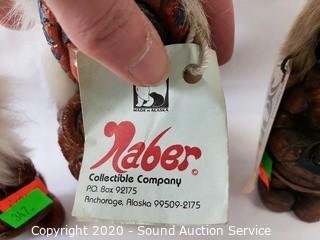 MADE IN ALASKA
Naber©
Collectible Company
P.O. Box 92175
Anchorage, Alaska 99509-2175
Copyright 2020 - Sound Auction Service